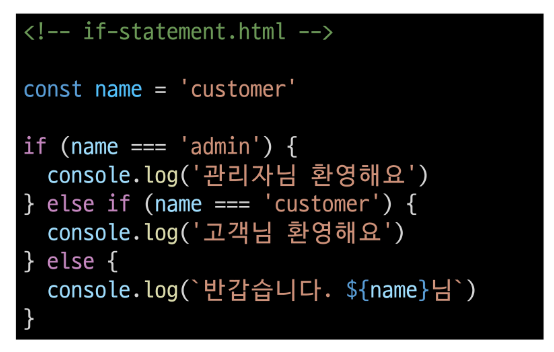 <!-- if-statement.html -->
const name = 'customer'
if (name === 'admin') {
  console.log('관리자님 환영해요')
} else if (name === 'customer') {
  console.log('고객님 환영해요')
} else {
  console.log(`반갑습니다. ${name}님`)
}